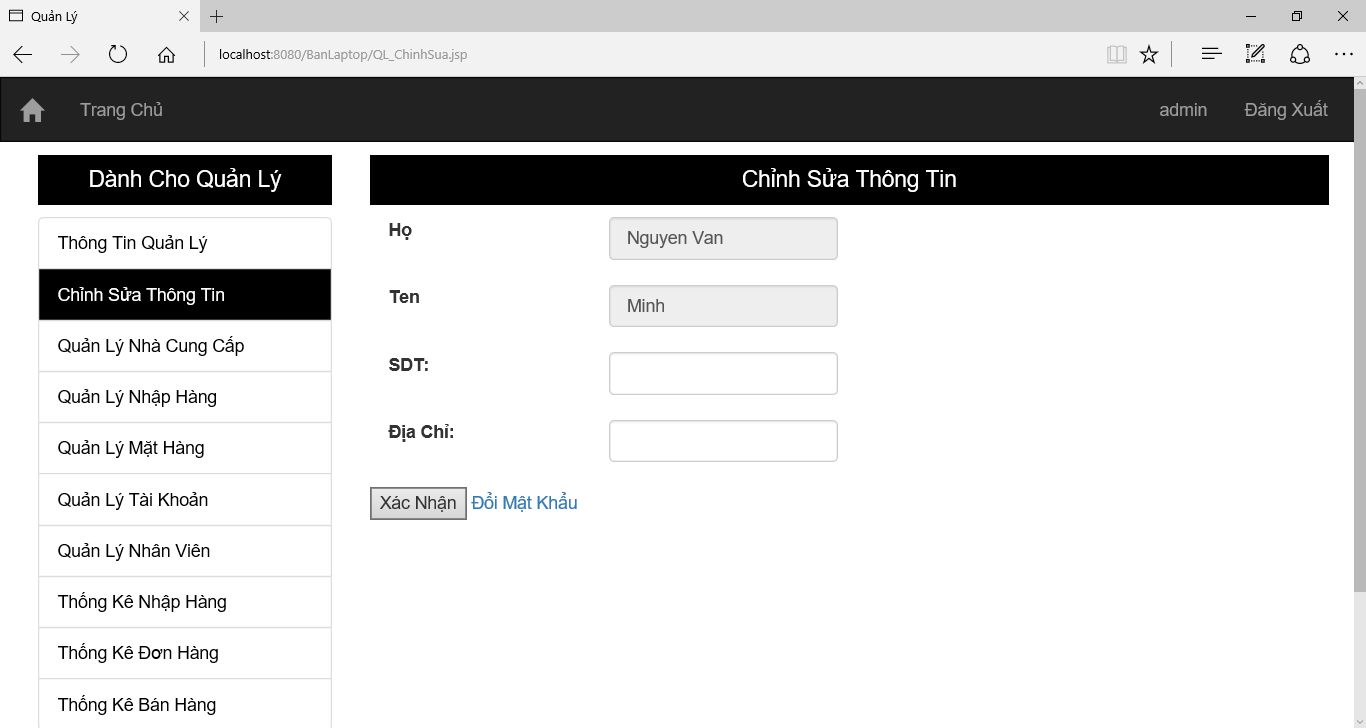 Quản Lý
localhost:8080/BanLaptop/QL_ChinhSua.jsp
Trang Chủ
admin
Đăng Xuất
Dành Cho Quản Lý
Thông Tin Quản Lý
Chỉnh Sửa Thông Tin
Quản Lý Nhà Cung Cấp
Quản Lý Nhập Hàng
Quản Lý Mặt Hàng
Quản Lý Tài Khoản
Quản Lý Nhân Viên
Thống Kê Nhập Hàng
Thống Kê Đơn Hàng
Thống Kê Bán Hàng
Chỉnh Sửa Thông Tin
Họ
Nguyen Van
Ten
Minh
SDT:
Địa Chỉ:
Xác Nhận Đổi Mật Khẩu